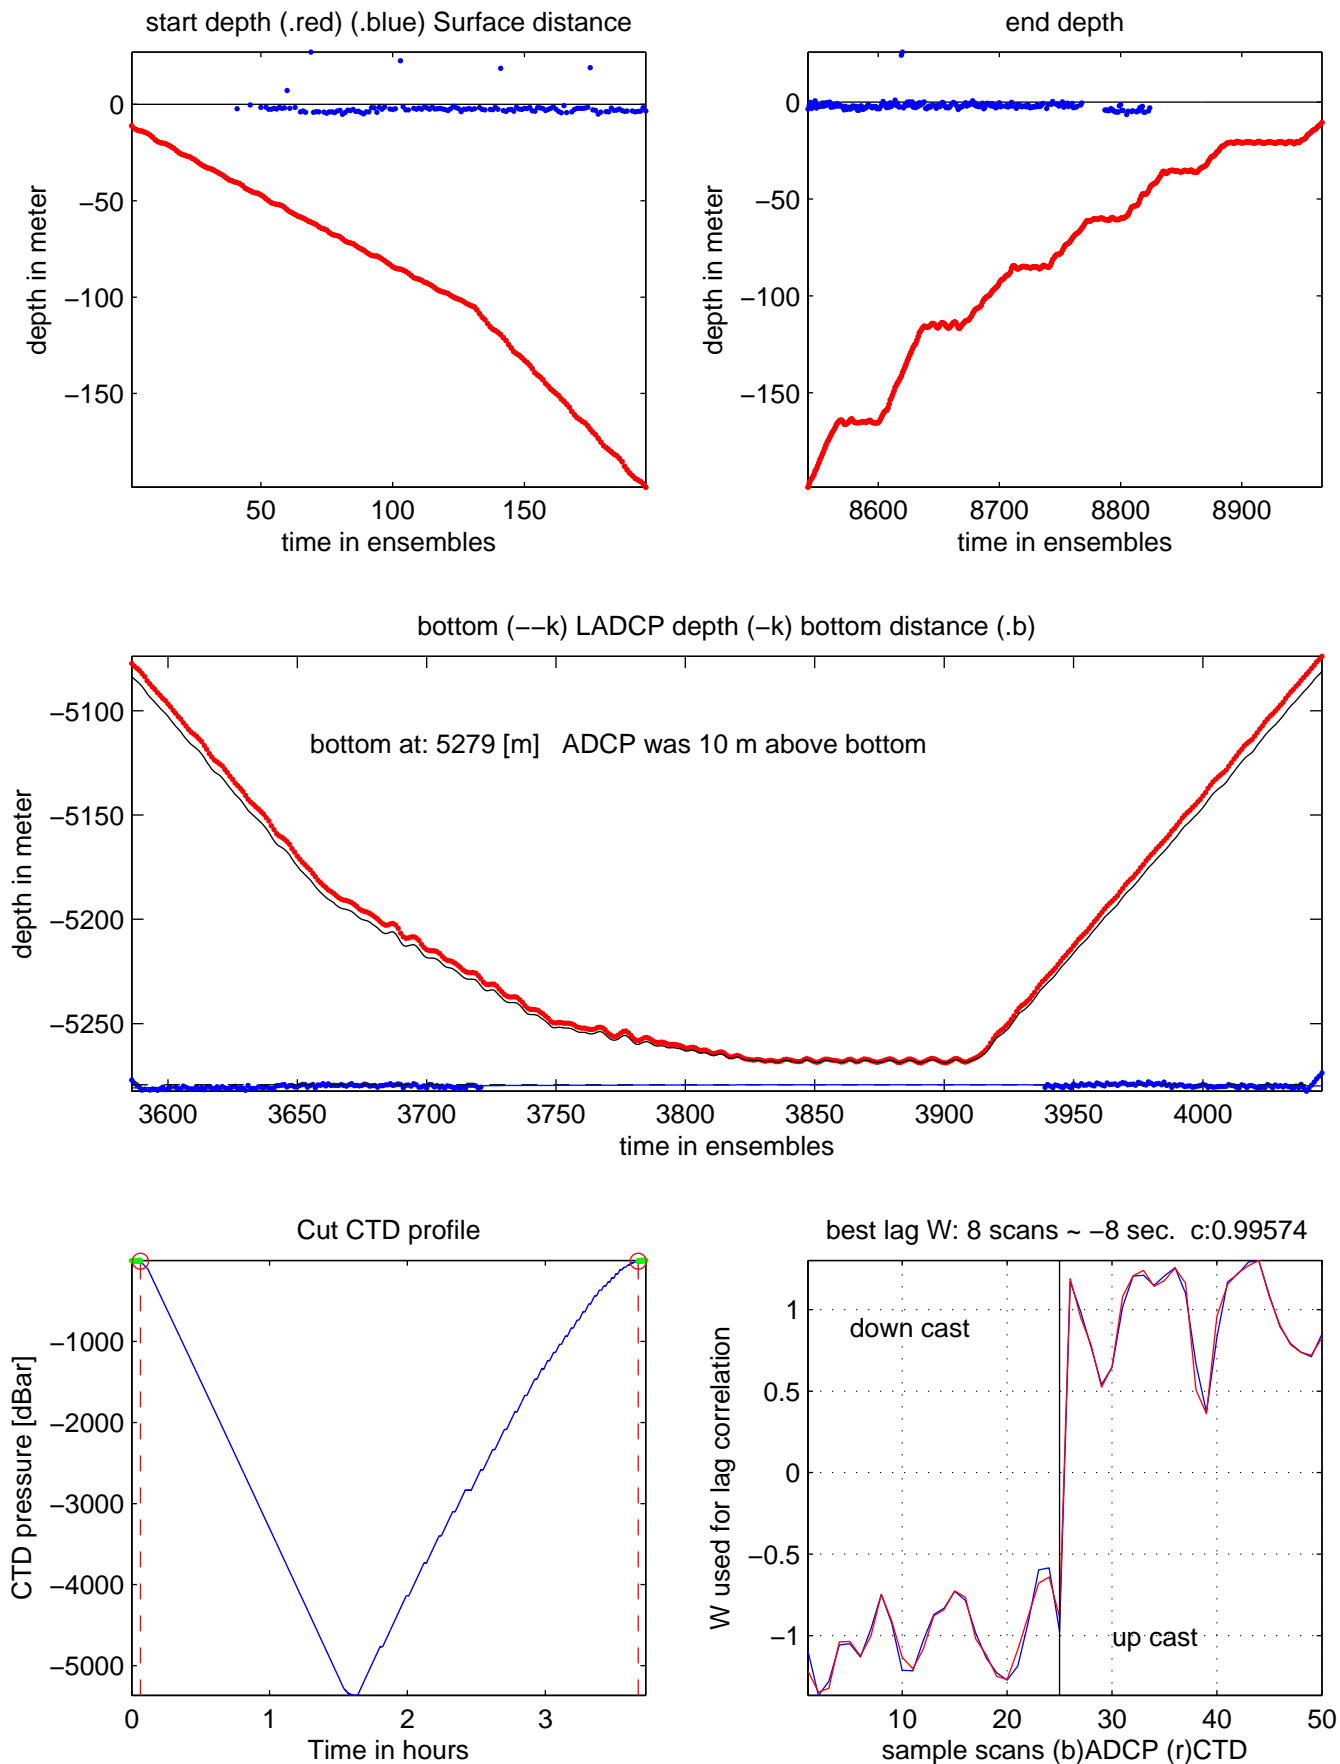 start depth (.red) (.blue) Surface distance
0
−50
−100
−150
depth in meter
50 100 150
time in ensembles
end depth
0
−50
−100
−150
depth in meter
8600 8700 8800 8900
time in ensembles
bottom (−−k) LADCP depth (−k) bottom distance (.b)
−5100
−5150
−5200
−5250
depth in meter
bottom at: 5279 [m] ADCP was 10 m above bottom
3600 3650 3700 3750 3800 3850 3900 3950 4000
time in ensembles
Cut CTD profile
−1000
−2000
−3000
−4000
−5000
CTD pressure [dBar]
0 1 2 3
Time in hours
best lag W: 8 scans ~ −8 sec. c:0.99574
1
0.5
0
−0.5
−1
W used for lag correlation
down cast
up cast
10 20 30 40 50
sample scans (b)ADCP (r)CTD